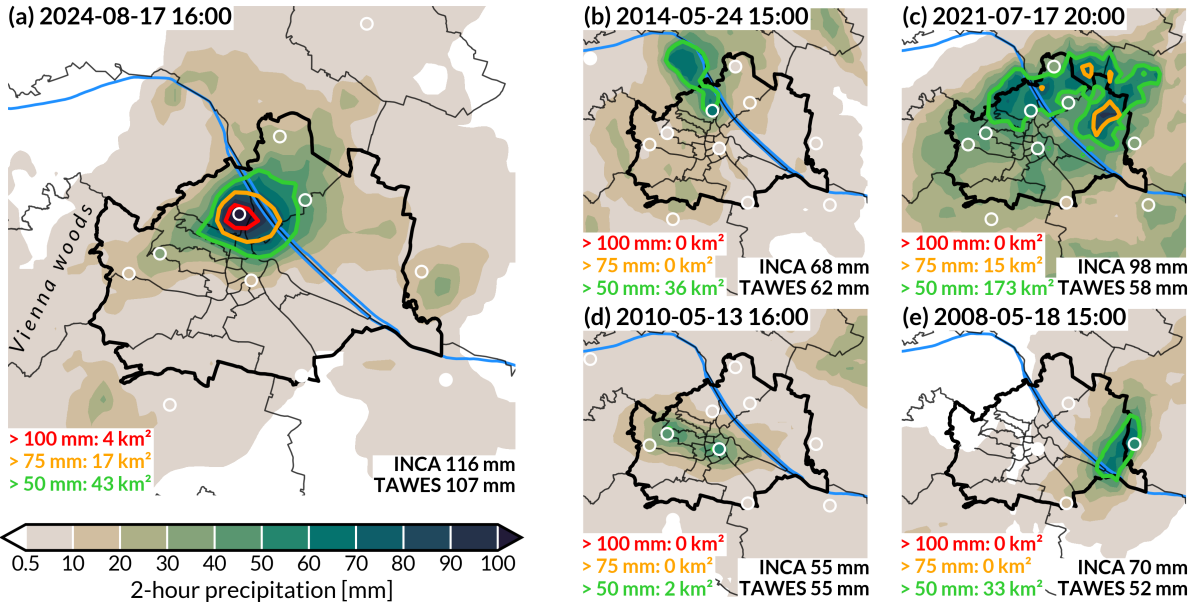 (a) 2024-08-17 16:00
Vienna woods
> 100 mm: 4 km²
> 75 mm: 17 km²
> 50 mm: 43 km²
INCA 116 mm
TAWES 107 mm
0.5 10 20 30 40 50 60 70 80 90 100
2-hour precipitation [mm]
(b) 2014-05-24 15:00
> 100 mm: 0 km²
> 75 mm: 0 km²
> 50 mm: 36 km²
INCA 68 mm
TAWES 62 mm
(c) 2021-07-17 20:00
> 100 mm: 0 km²
> 75 mm: 15 km²
> 50 mm: 173 km²
INCA 98 mm
TAWES 58 mm
(d) 2010-05-13 16:00
> 100 mm: 0 km²
> 75 mm: 0 km²
> 50 mm: 2 km²
INCA 55 mm
TAWES 55 mm
(e) 2008-05-18 15:00
> 100 mm: 0 km²
> 75 mm: 0 km²
> 50 mm: 33 km²
INCA 70 mm
TAWES 52 mm